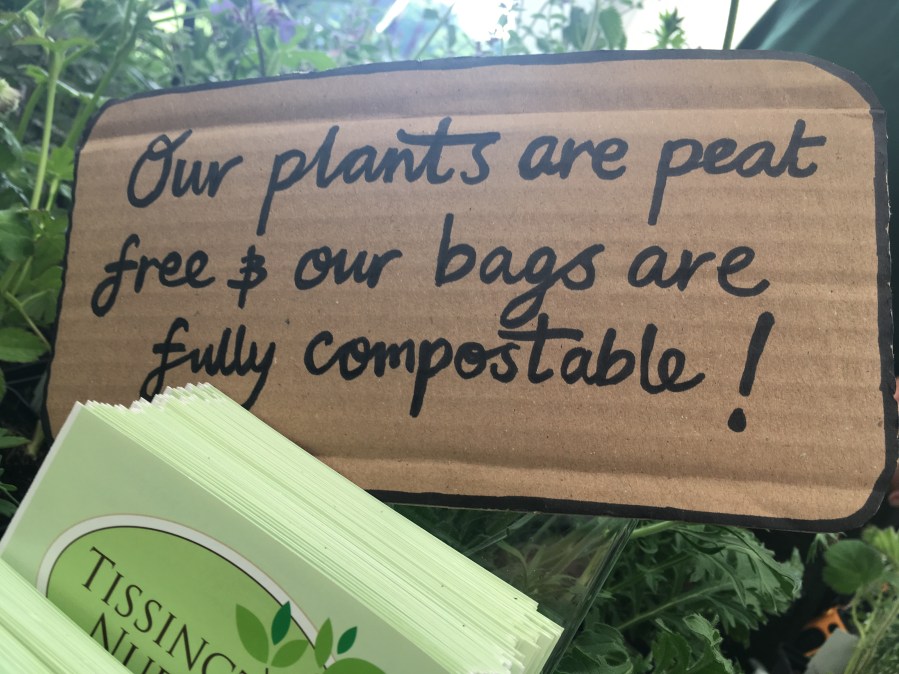 Our plants are peat
free & our bags are
fully compostable !